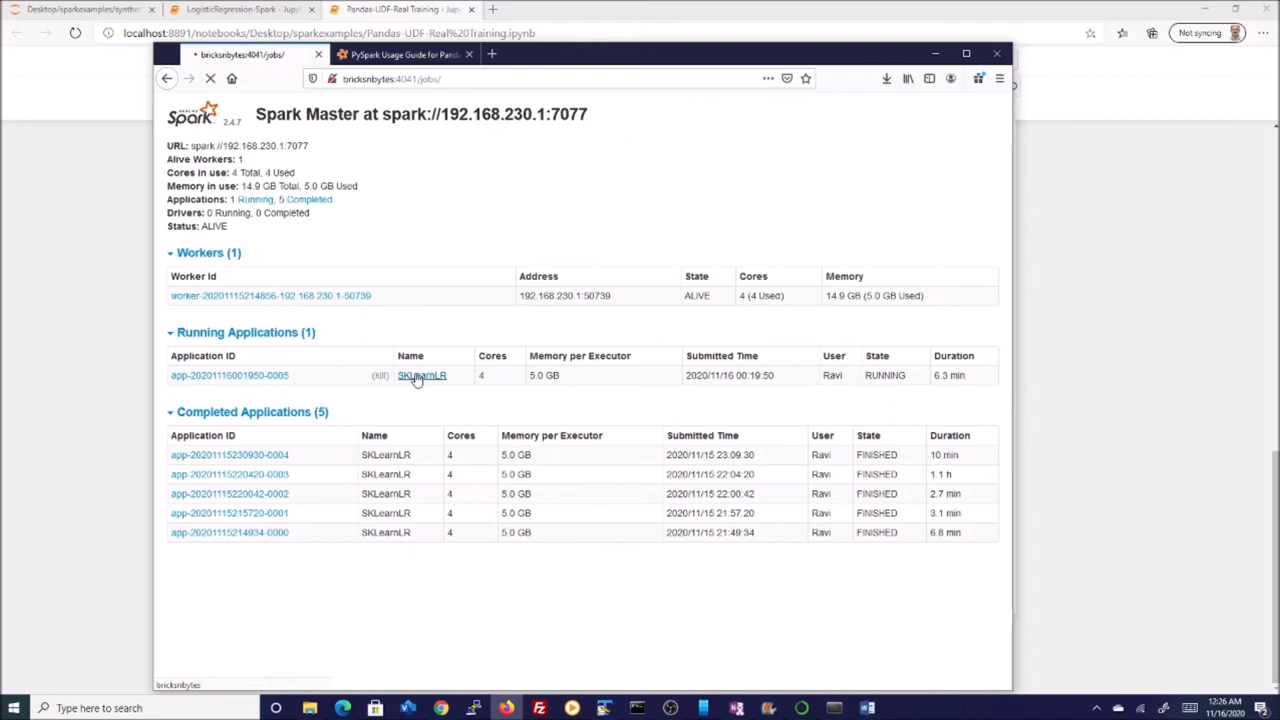 Desktop/sparkexamples/synthe
LogisticRegression-Spark - Jupyt
Pandas-UDF-Real Training - Jup
localhost:8891/notebooks/Desktop/sparkexamples/Pandas-UDF-Real%20Training.ipynb
Not syncing
bricksnbytes:4041/jobs/
PySpark Usage Guide for Panda
bricksnbytes:4041/jobs/
APACHE Spark 2.4.7 Spark Master at spark://192.168.230.1:7077
URL: spark://192.168.230.1:7077
Alive Workers: 1
Cores in use: 4 Total, 4 Used
Memory in use: 14.9 GB Total, 5.0 GB Used
Applications: 1 Running, 5 Completed
Drivers: 0 Running, 0 Completed
Status: ALIVE
Workers (1)
Worker Id Address State Cores Memory
worker-20201115214856-192.168.230.1-50739 192.168.230.1:50739 ALIVE 4 (4 Used) 14.9 GB (5.0 GB Used)
Running Applications (1)
Application ID Name Cores Memory per Executor Submitted Time User State Duration
app-20201116001950-0005 (kill) SKLearnLR 4 5.0 GB 2020/11/16 00:19:50 Ravi RUNNING 6.3 min
Completed Applications (5)
Application ID Name Cores Memory per Executor Submitted Time User State Duration
app-20201115230930-0004 SKLearnLR 4 5.0 GB 2020/11/15 23:09:30 Ravi FINISHED 10 min
app-20201115220420-0003 SKLearnLR 4 5.0 GB 2020/11/15 22:04:20 Ravi FINISHED 1.1 h
app-20201115220042-0002 SKLearnLR 4 5.0 GB 2020/11/15 22:00:42 Ravi FINISHED 2.7 min
app-20201115215720-0001 SKLearnLR 4 5.0 GB 2020/11/15 21:57:20 Ravi FINISHED 3.1 min
app-20201115214934-0000 SKLearnLR 4 5.0 GB 2020/11/15 21:49:34 Ravi FINISHED 6.8 min
bricksnbytes
Type here to search
12:26 AM
11/16/2020